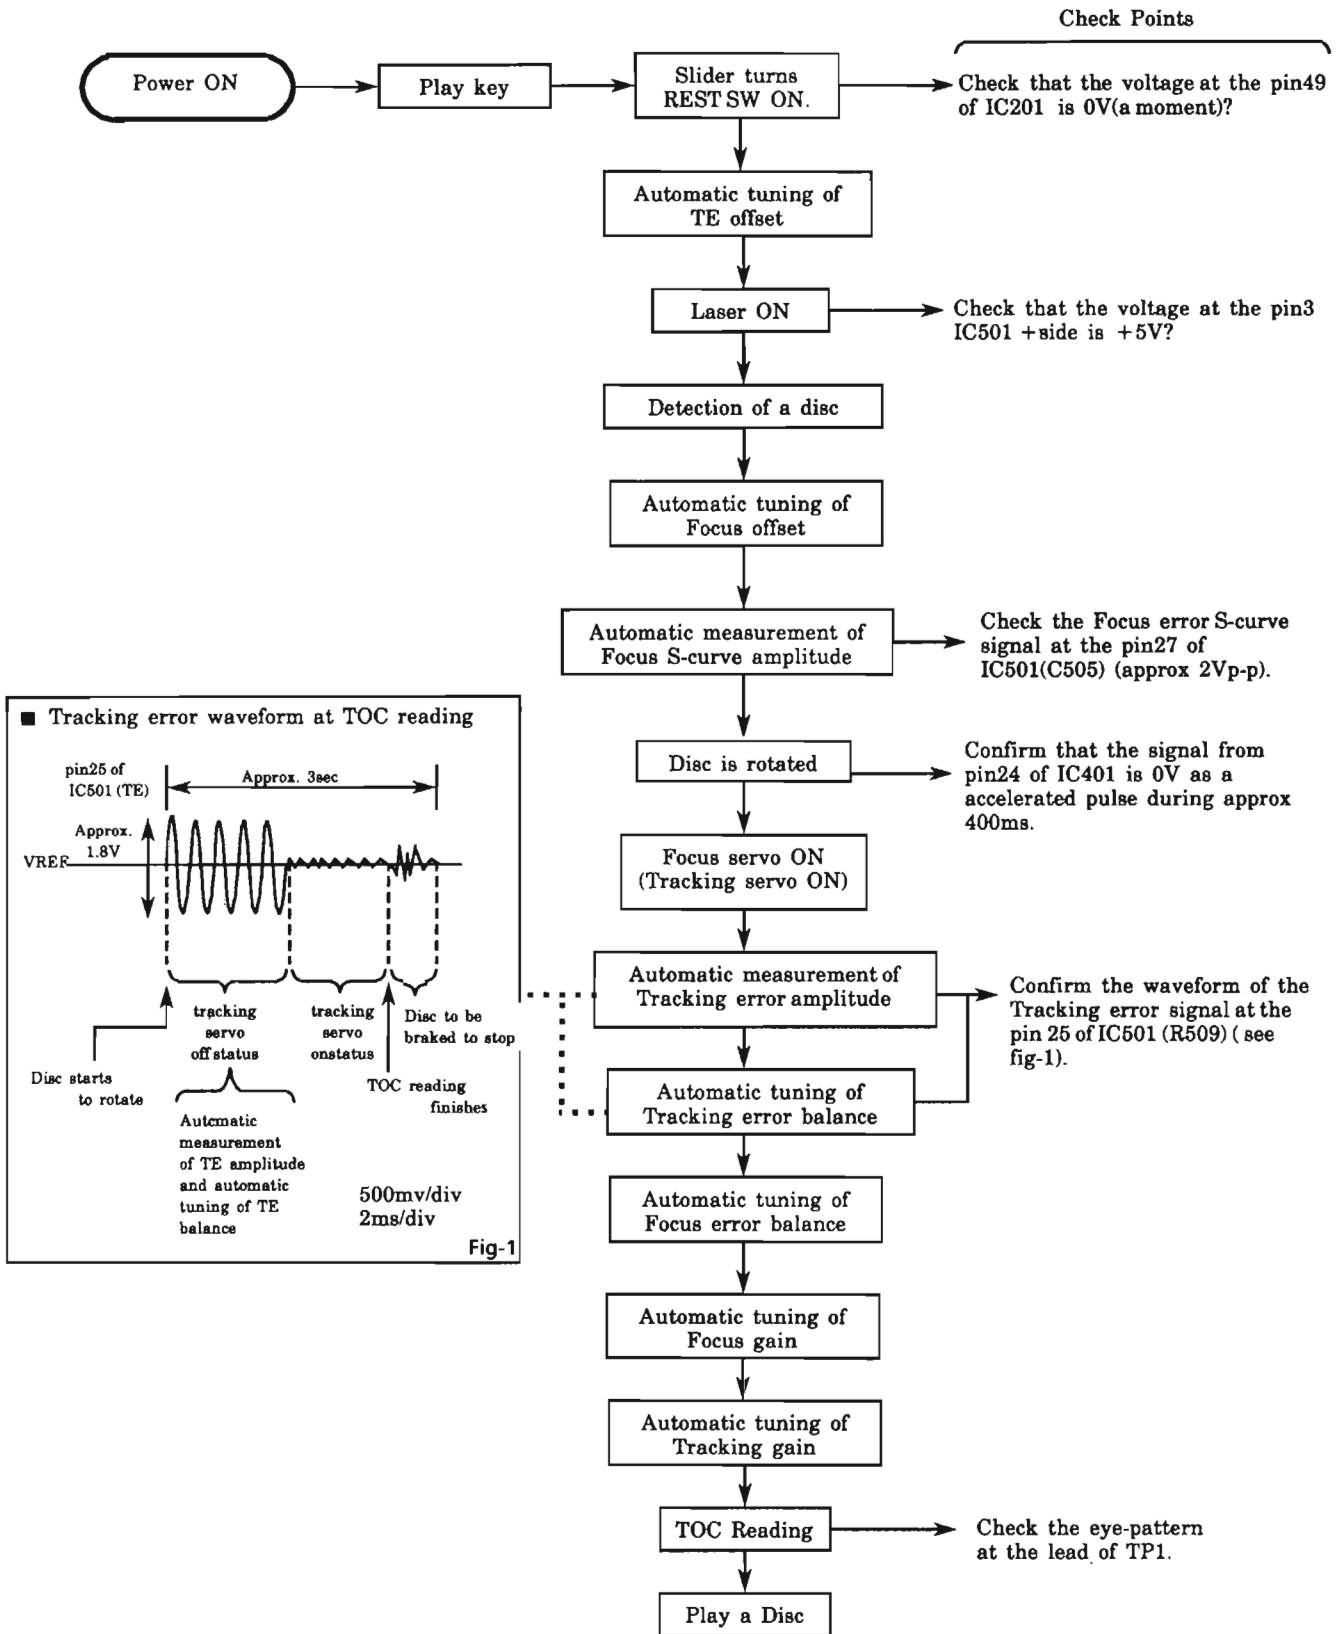 Check Points
Power ON
Play key
Slider turns
REST SW ON.
Check that the voltage at the pin49
of IC201 is 0V(a moment)?
Automatic tuning of
TE offset
Laser ON
Check that the voltage at the pin3
IC501 +side is +5V?
Detection of a disc
Automatic tuning of
Focus offset
Automatic measurement of
Focus S-curve amplitude
Check the Focus error S-curve
signal at the pin27 of
IC501(C505) (approx 2Vp-p).
Disc is rotated
Confirm that the signal from
pin24 of IC401 is 0V as a
accelerated pulse during approx
400ms.
Focus servo ON
(Tracking servo ON)
Automatic measurement of
Tracking error amplitude
Confirm the waveform of the
Tracking error signal at the
pin 25 of IC501 (R509) ( see
fig-1).
Automatic tuning of
Tracking error balance
Automatic tuning of
Focus error balance
Automatic tuning of
Focus gain
Automatic tuning of
Tracking gain
TOC Reading
Check the eye-pattern
at the lead of TP1.
Play a Disc
■ Tracking error waveform at TOC reading
pin25 of
IC501 (TE)
Approx. 3sec
Approx.
1.8V
VREF
tracking
servo
off status
tracking
servo
onstatus
Disc to be
braked to stop
Disc starts
to rotate
TOC reading
finishes
Automatic
measurement
of TE amplitude
and automatic
tuning of TE
balance
500mv/div
2ms/div
Fig-1